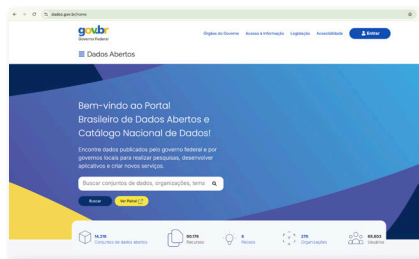 dados.gov.br/home
gov.br
Governo Federal
Órgãos do Governo Acesso à Informação Legislação Acessibilidade Entrar
Dados Abertos
Bem-vindo ao Portal
Brasileiro de Dados Abertos e
Catálogo Nacional de Dados!
Encontre dados publicados pelo governo federal e por
governos locais para realizar pesquisas, desenvolver
aplicativos e criar novos serviços.
Buscar conjuntos de dados, organizações, tema
Buscar Ver Painel
Conjuntos de dados abertos
Recursos
Reúsos
Organizações
Usuários